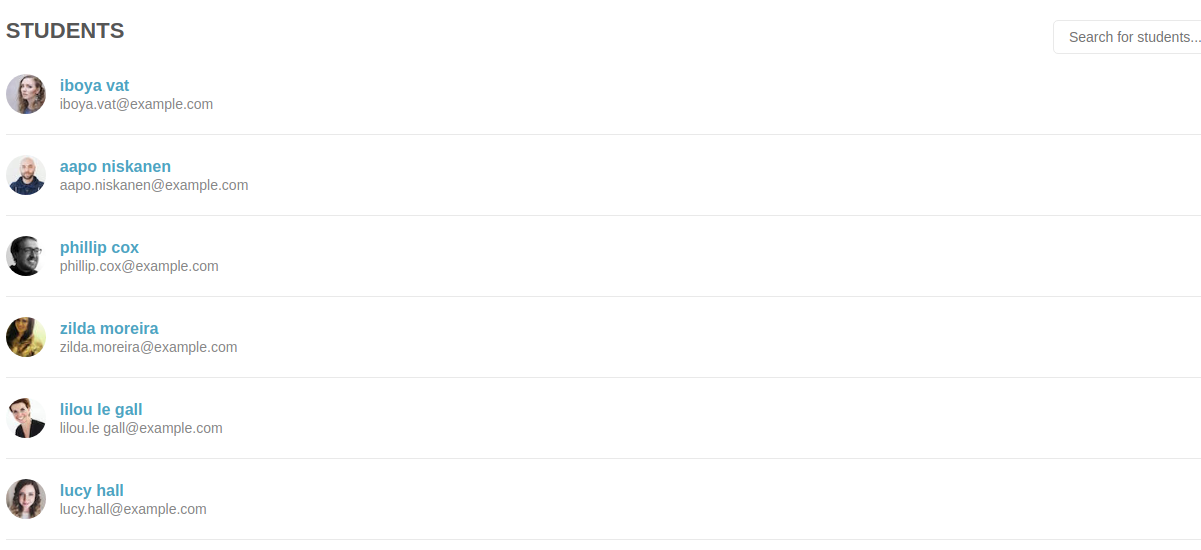 STUDENTS
Search for students...
iboya vat
iboya.vat@example.com
aapo niskanen
aapo.niskanen@example.com
phillip cox
phillip.cox@example.com
zilda moreira
zilda.moreira@example.com
lilou le gall
lilou.le gall@example.com
lucy hall
lucy.hall@example.com